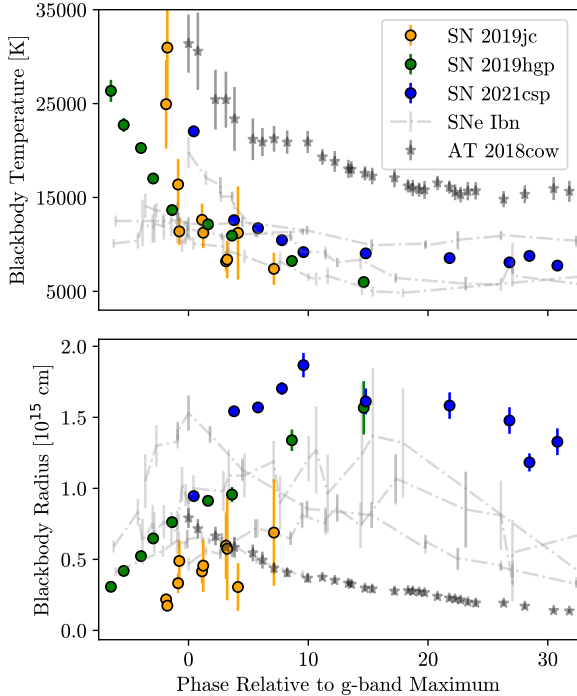 35000
25000
15000
5000
Blackbody Temperature [K]
SN 2019jc
SN 2019hgp
SN 2021csp
SNe Ibn
AT 2018cow
2.0
1.5
1.0
0.5
0.0
Blackbody Radius [10¹⁵ cm]
0
10
20
30
Phase Relative to g-band Maximum